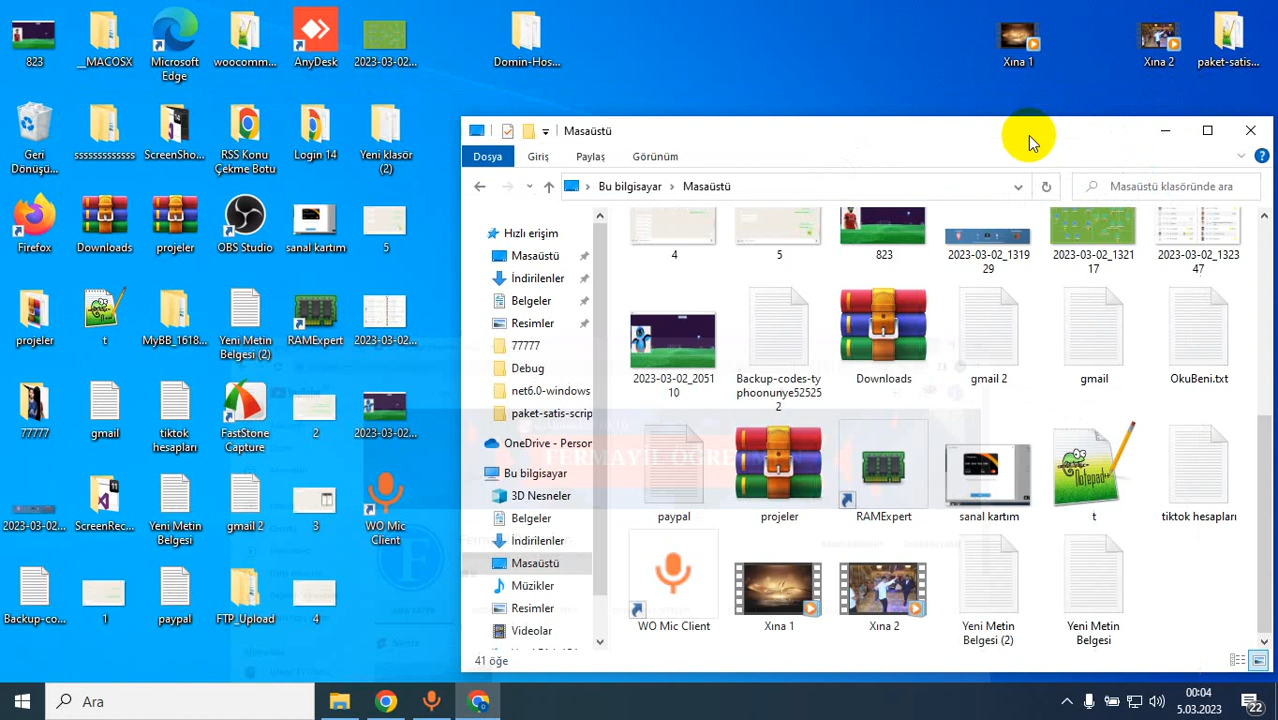 823
__MACOSX
Microsoft
Edge
woocomm...
AnyDesk
2023-03-02...
Domin-Hos...
Xına 1
Xına 2
paket-satis...
Geri
Dönüşü...
sssssssssssss
ScreenSho...
RSS Konu
Çekme Botu
Login 14
Yeni klasör
(2)
Firefox
Downloads
projeler
OBS Studio
sanal kartım
5
projeler
t
MyBB_1618...
Yeni Metin
Belgesi (2)
RAMExpert
2023-03-02...
77777
gmail
tiktok
hesapları
FastStone
Capture
2
2023-03-02...
2023-03-02...
ScreenRec...
Yeni Metin
Belgesi
gmail 2
3
WO Mic
Client
Backup-co...
1
paypal
FTP_Upload
4
Masaüstü
Dosya
Giriş
Paylaş
Görünüm
Bu bilgisayar
Masaüstü
Masaüstü klasöründe ara
Hızlı erişim
Masaüstü
İndirilenler
Belgeler
Resimler
77777
Debug
net6.0-windows
paket-satis-scrip
OneDrive - Person
Bu bilgisayar
3D Nesneler
Belgeler
İndirilenler
Masaüstü
Müzikler
Resimler
Videolar
4
5
823
2023-03-02_1319
29
2023-03-02_1321
17
2023-03-02_1323
47
2023-03-02_2051
10
Backup-codes-ty
phoonunye52525
2
Downloads
gmail 2
gmail
OkuBeni.txt
paypal
projeler
RAMExpert
sanal kartım
t
tiktok hesapları
WO Mic Client
Xına 1
Xına 2
Yeni Metin
Belgesi (2)
Yeni Metin
Belgesi
41 öğe
Ara
00:04
5.03.2023
22